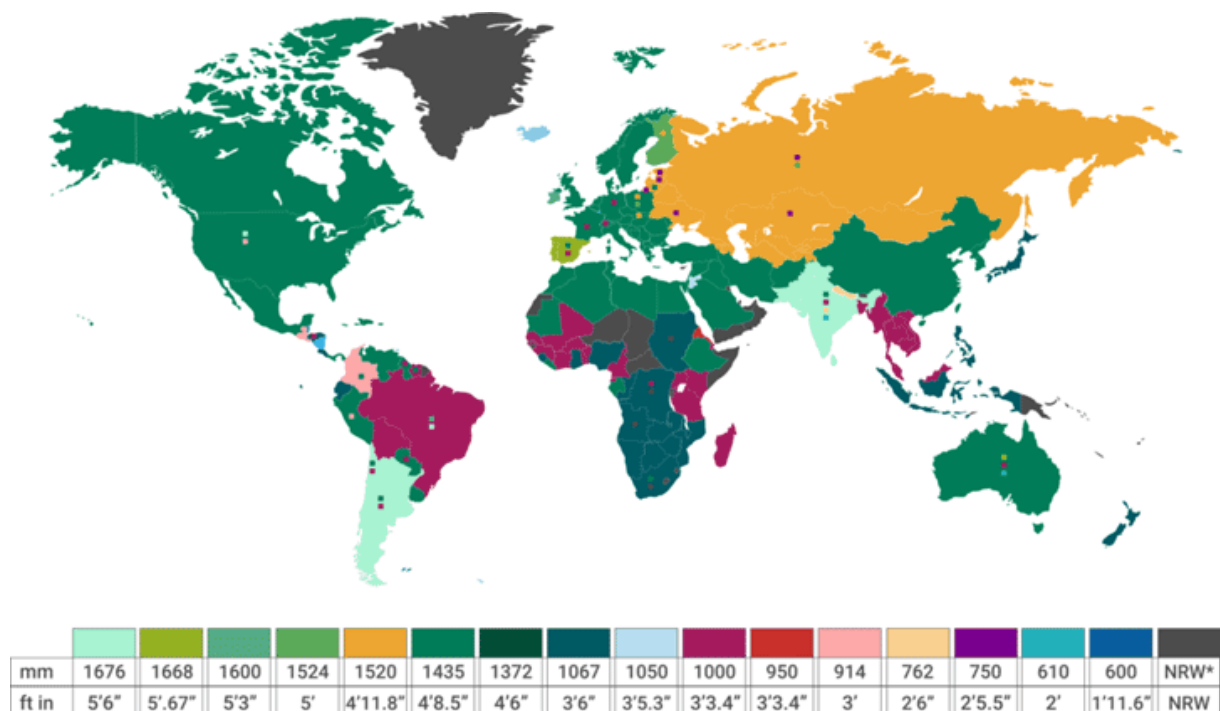 mm 1676 1668 1600 1524 1520 1435 1372 1067 1050 1000 950 914 762 750 610 600 NRW*
ft in 5'6” 5'.67” 5'3” 5' 4'11.8” 4'8.5” 4'6” 3'6” 3'5.3” 3'3.4” 3'3.4” 3' 2'6” 2'5.5” 2' 1'11.6” NRW